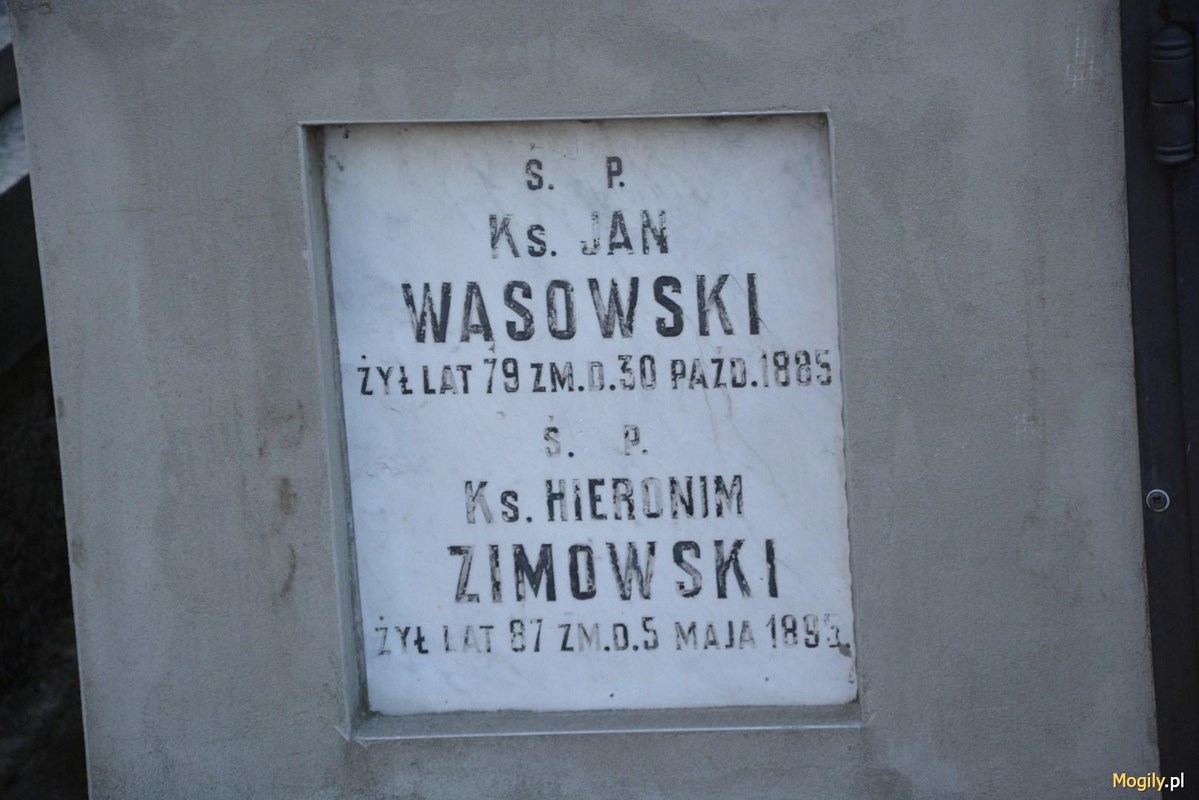 Ś. P.
Ks. JAN
WĄSOWSKI
ŻYŁ LAT 79 ZM.D.30 PAŹD.1885
Ś. P.
Ks. HIERONIM
ZIMOWSKI
ŻYŁ LAT 87 ZM.D.5 MAJA 1895
Mogily.pl